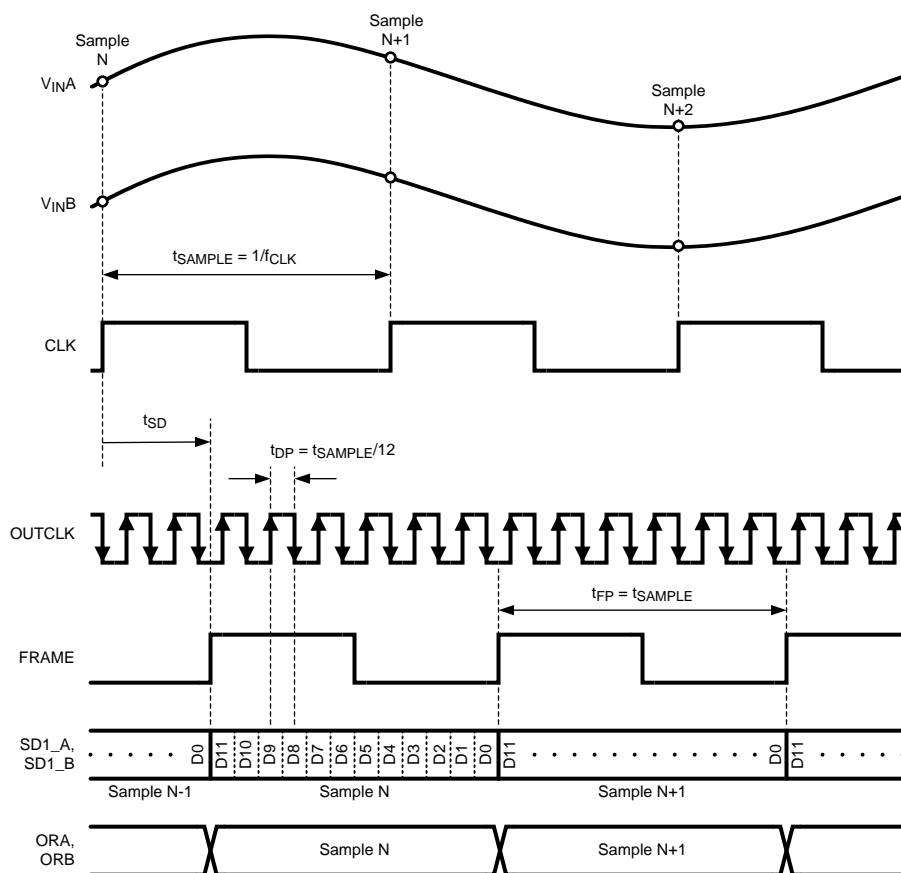 Sample
N
Sample
N+1
VINA
Sample
N+2
VINB
tSAMPLE = 1/fCLK
CLK
tSD
tDP = tSAMPLE/12
OUTCLK
tFP = tSAMPLE
FRAME
SD1_A,
SD1_B
D0 D11 D10 D9 D8 D7 D6 D5 D4 D3 D2 D1 D0 D11 D0 D11
Sample N-1 Sample N Sample N+1
ORA,
ORB
Sample N Sample N+1